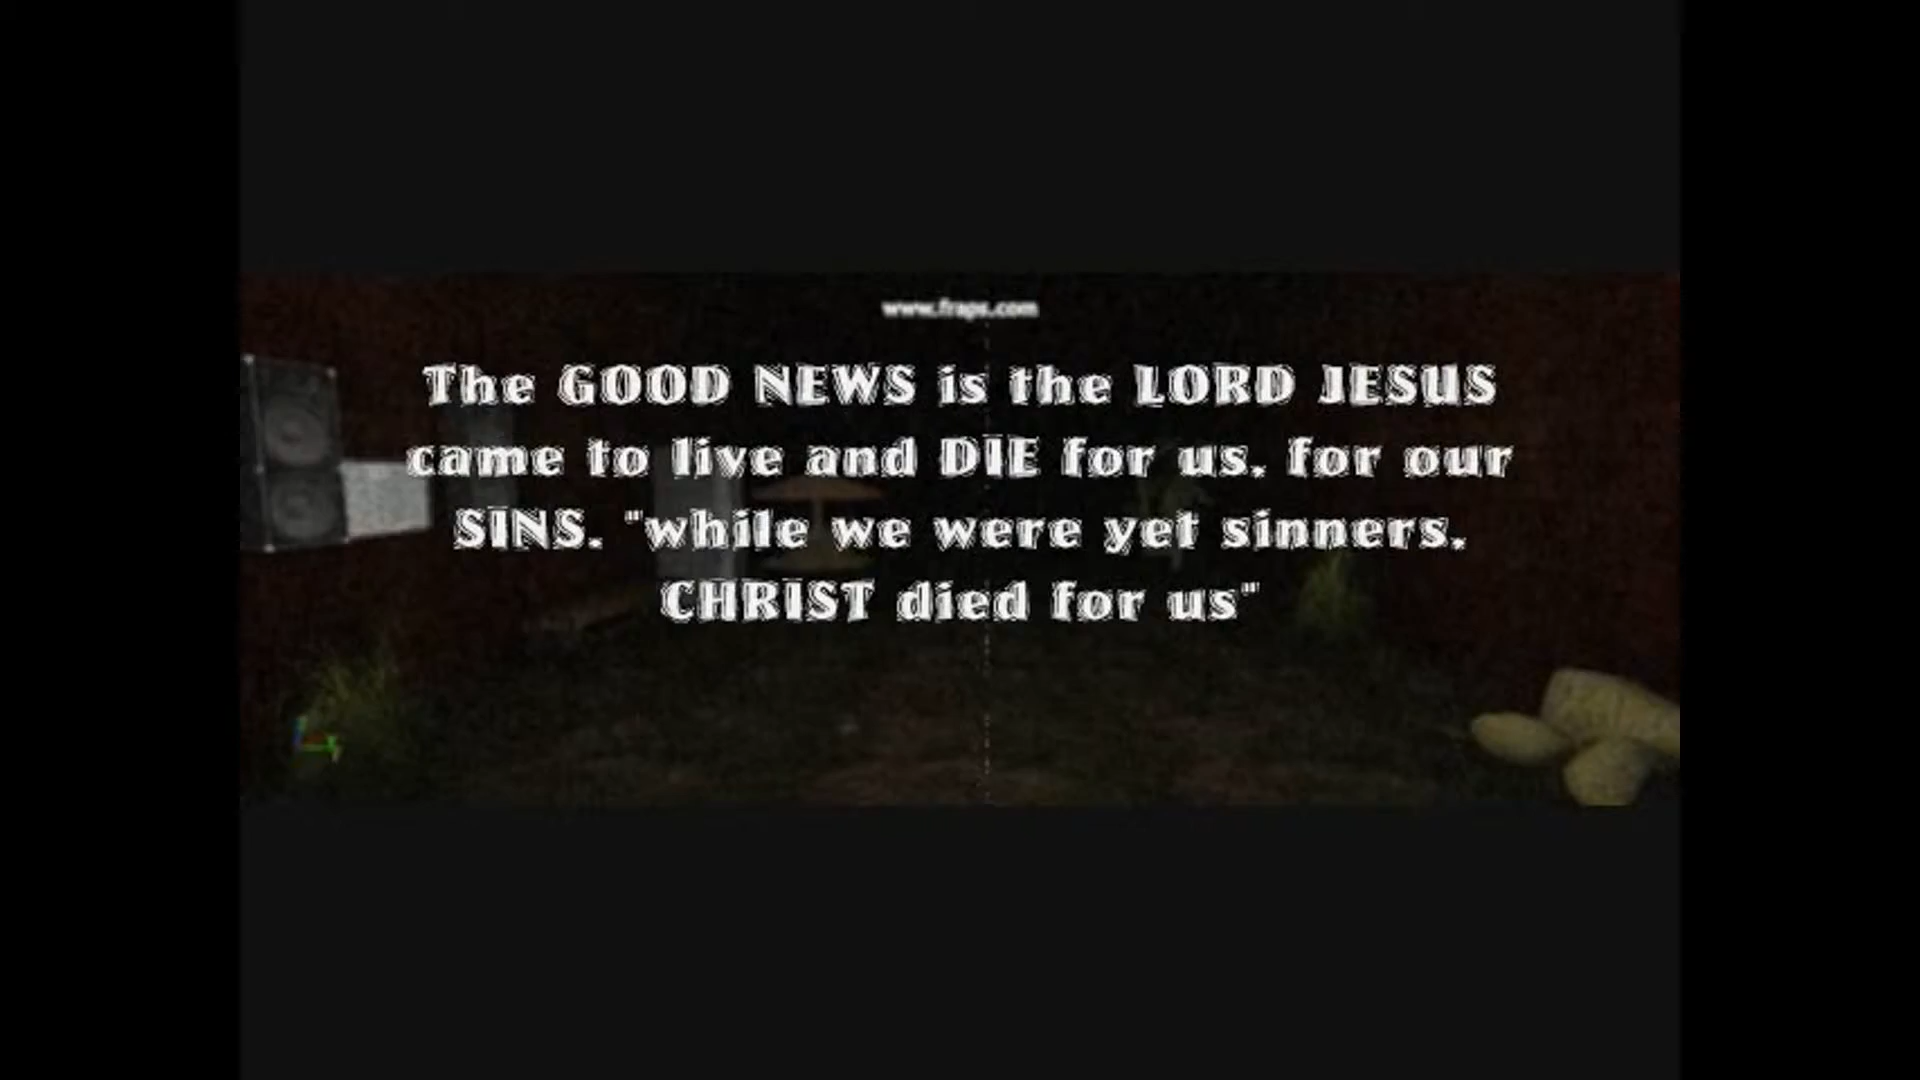 www.fraps.com
The GOOD NEWS is the LORD JESUS
came to live and DIE for us, for our
SINS. "while we were yet sinners,
CHRIST died for us"